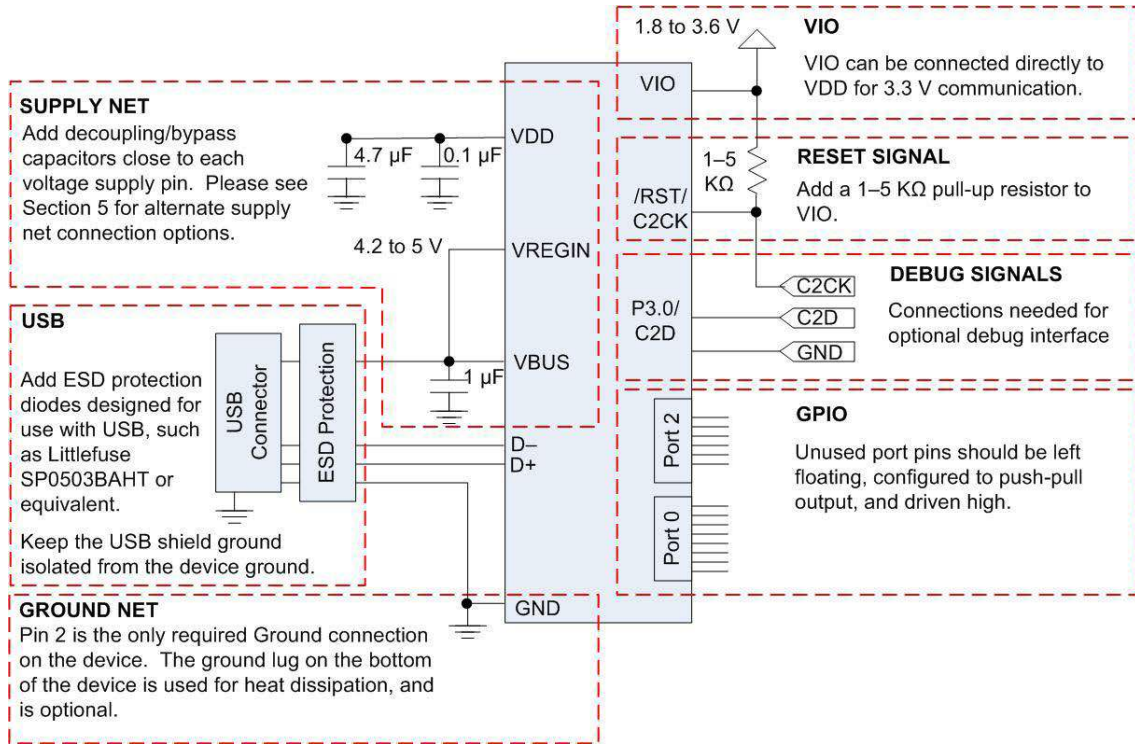 SUPPLY NET
Add decoupling/bypass
capacitors close to each
voltage supply pin. Please see
Section 5 for alternate supply
net connection options.
4.7 µF
0.1 µF
4.2 to 5 V
VDD
VREGIN
VBUS
1 µF
USB
Add ESD protection
diodes designed for
use with USB, such
as Littlefuse
SP0503BAHT or
equivalent.
Keep the USB shield ground
isolated from the device ground.
USB
Connector
ESD Protection
D–
D+
GROUND NET
Pin 2 is the only required Ground connection
on the device. The ground lug on the bottom
of the device is used for heat dissipation, and
is optional.
GND
1.8 to 3.6 V
VIO
VIO
VIO can be connected directly to
VDD for 3.3 V communication.
1–5
KΩ
/RST/
C2CK
RESET SIGNAL
Add a 1–5 KΩ pull-up resistor to
VIO.
P3.0/
C2D
C2CK
C2D
GND
DEBUG SIGNALS
Connections needed for
optional debug interface
Port 2
Port 0
GPIO
Unused port pins should be left
floating, configured to push-pull
output, and driven high.